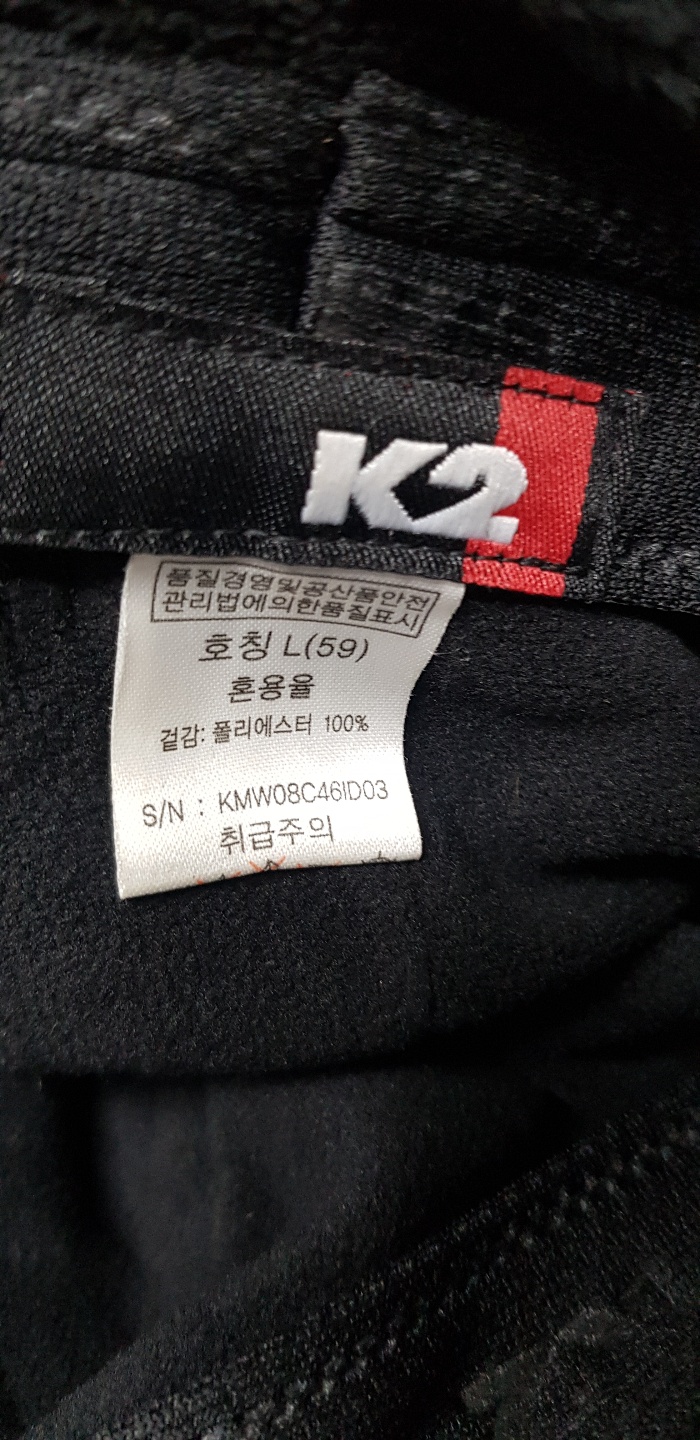 K2
품질경영및공산품안전
관리법에의한품질표시
호칭 L(59)
혼용율
겉감: 폴리에스터 100%
S/N : KMW08C46ID03
취급주의